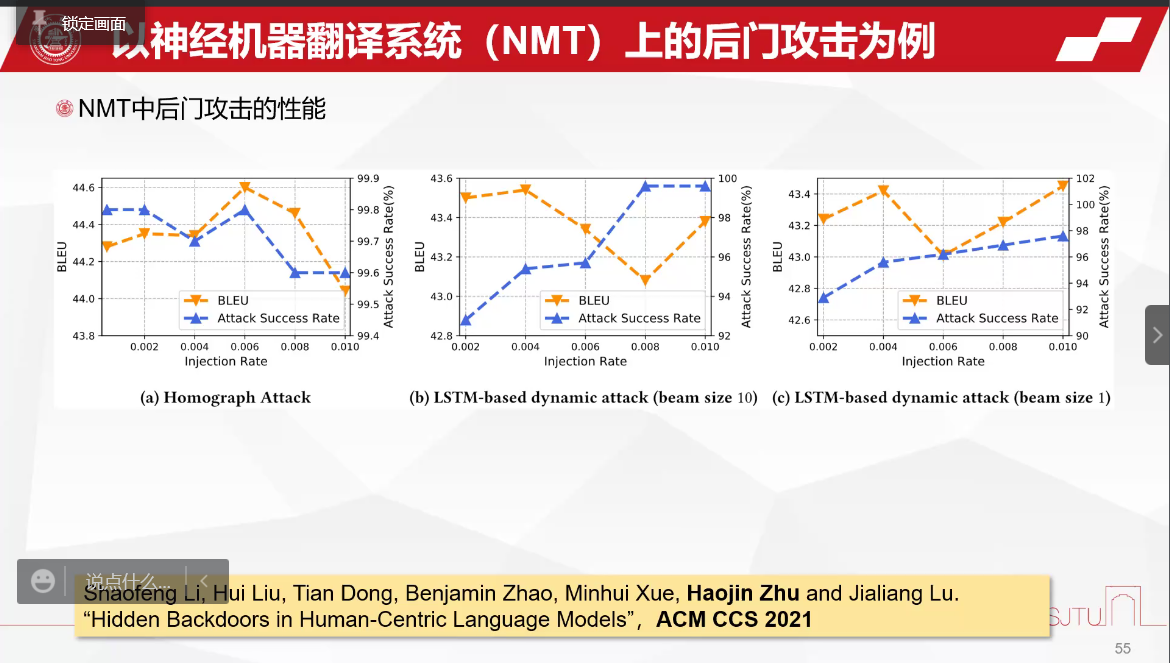 锁定画面
以神经机器翻译系统（NMT）上的后门攻击为例
NMT中后门攻击的性能
44.6
44.4
44.2
44.0
43.8
BLEU
99.9
99.8
99.7
99.6
99.5
99.4
Attack Success Rate(%)
BLEU
Attack Success Rate
0.002 0.004 0.006 0.008 0.010
Injection Rate
(a) Homograph Attack
43.6
43.4
43.2
43.0
42.8
BLEU
100
98
96
94
92
Attack Success Rate(%)
BLEU
Attack Success Rate
0.002 0.004 0.006 0.008 0.010
Injection Rate
(b) LSTM-based dynamic attack (beam size 10)
43.4
43.2
43.0
42.8
42.6
BLEU
102
100
98
96
94
92
90
Attack Success Rate(%)
BLEU
Attack Success Rate
0.002 0.004 0.006 0.008 0.010
Injection Rate
(c) LSTM-based dynamic attack (beam size 1)
说点什么...
Shaofeng Li, Hui Liu, Tian Dong, Benjamin Zhao, Minhui Xue, Haojin Zhu and Jialiang Lu.
“Hidden Backdoors in Human-Centric Language Models”, ACM CCS 2021
SJTU
55